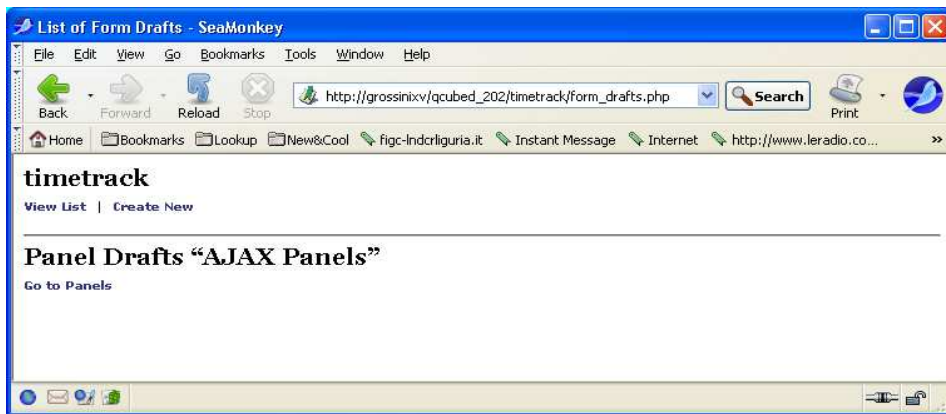 List of Form Drafts - SeaMonkey
File Edit View Go Bookmarks Tools Window Help
Back Forward Reload Stop http://grossinixv/qcubed_202/timetrack/form_drafts.php Search Print
Home Bookmarks Lookup New&Cool figc-lndcrliguria.it Instant Message Internet http://www.leradio.co... »
timetrack
View List | Create New
Panel Drafts “AJAX Panels”
Go to Panels